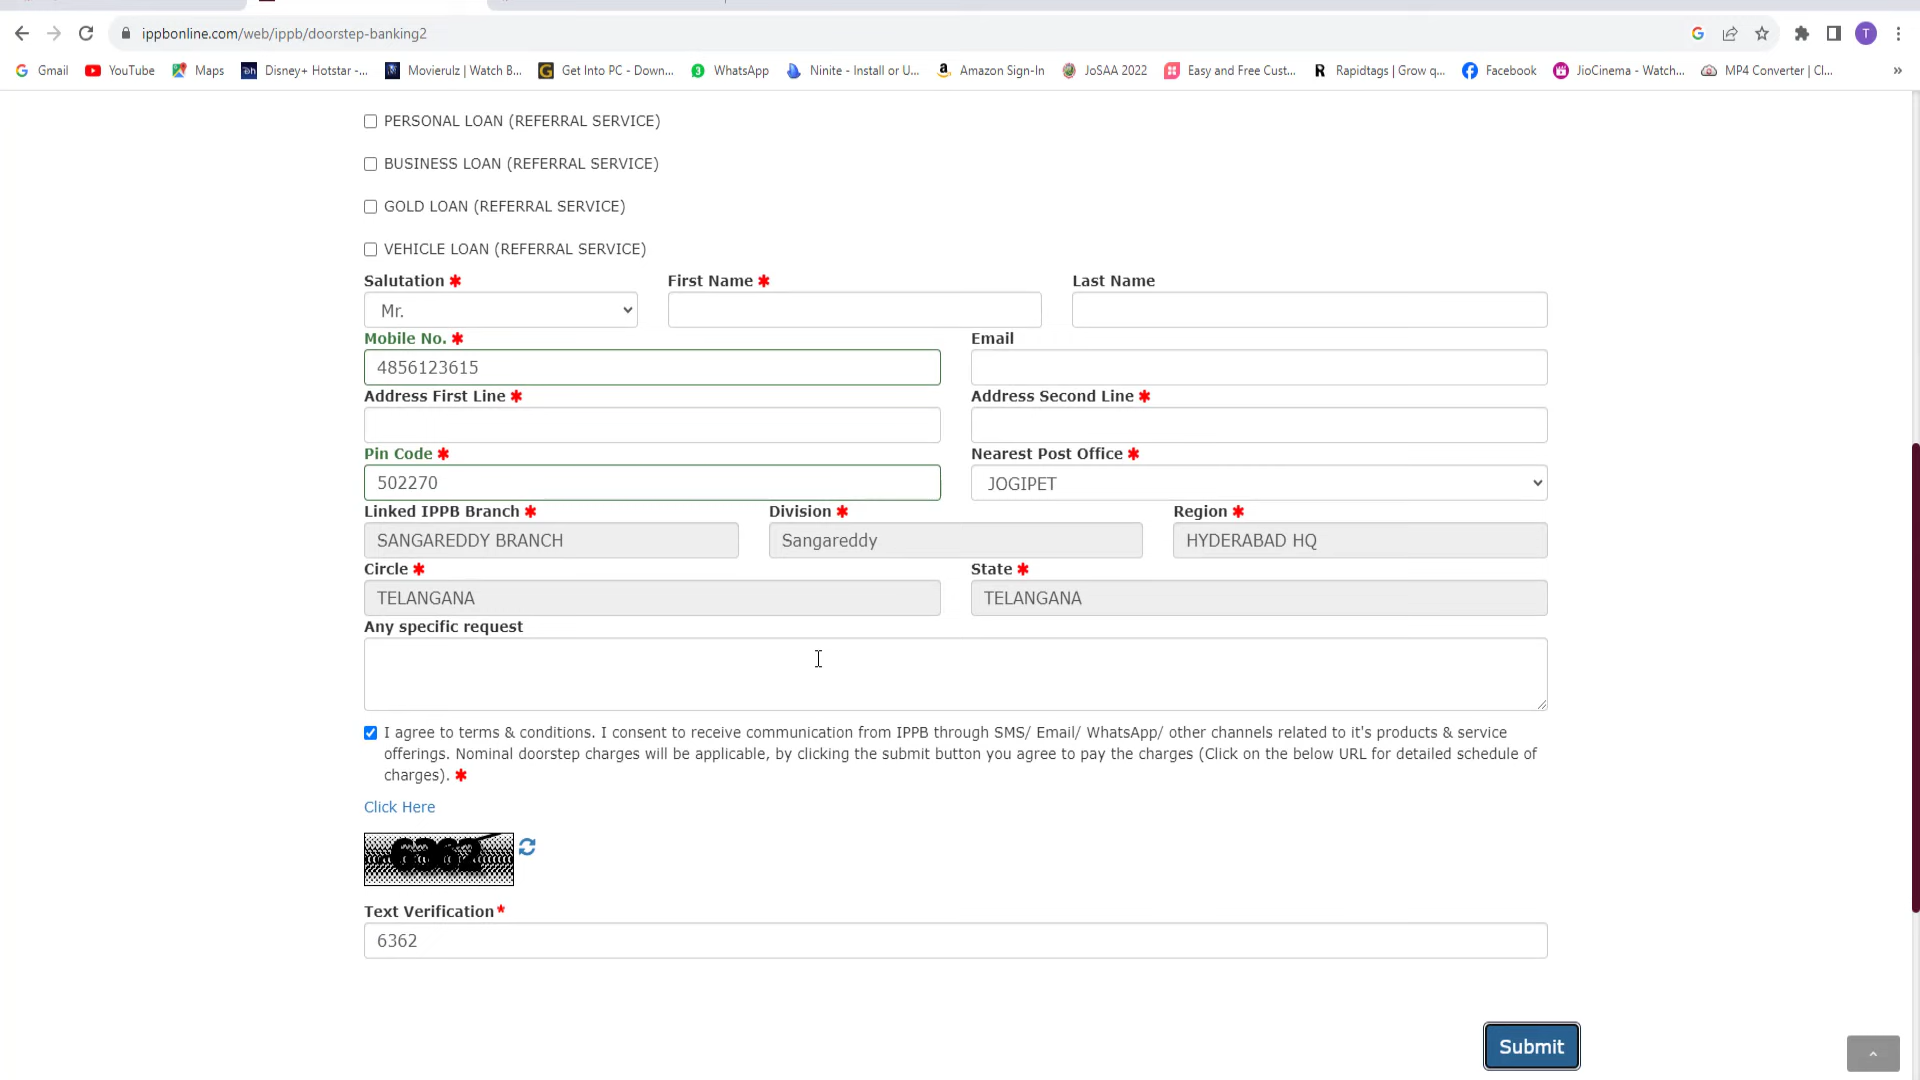 ippbonline.com/web/ippb/doorstep-banking2
T
Gmail YouTube Maps Disney+ Hotstar -... Movierulz | Watch B... Get Into PC - Down... WhatsApp Ninite - Install or U... Amazon Sign-In JoSAA 2022 Easy and Free Cust... Rapidtags | Grow q... Facebook JioCinema - Watch... MP4 Converter | Cl... »
PERSONAL LOAN (REFERRAL SERVICE)
BUSINESS LOAN (REFERRAL SERVICE)
GOLD LOAN (REFERRAL SERVICE)
VEHICLE LOAN (REFERRAL SERVICE)
Salutation * First Name * Last Name
Mr.
Mobile No. * Email
4856123615
Address First Line * Address Second Line *
Pin Code * Nearest Post Office *
502270 JOGIPET
Linked IPPB Branch * Division * Region *
SANGAREDDY BRANCH Sangareddy HYDERABAD HQ
Circle * State *
TELANGANA TELANGANA
Any specific request
I agree to terms & conditions. I consent to receive communication from IPPB through SMS/ Email/ WhatsApp/ other channels related to it's products & service
offerings. Nominal doorstep charges will be applicable, by clicking the submit button you agree to pay the charges (Click on the below URL for detailed schedule of
charges). *
Click Here
6362
Text Verification*
6362
Submit